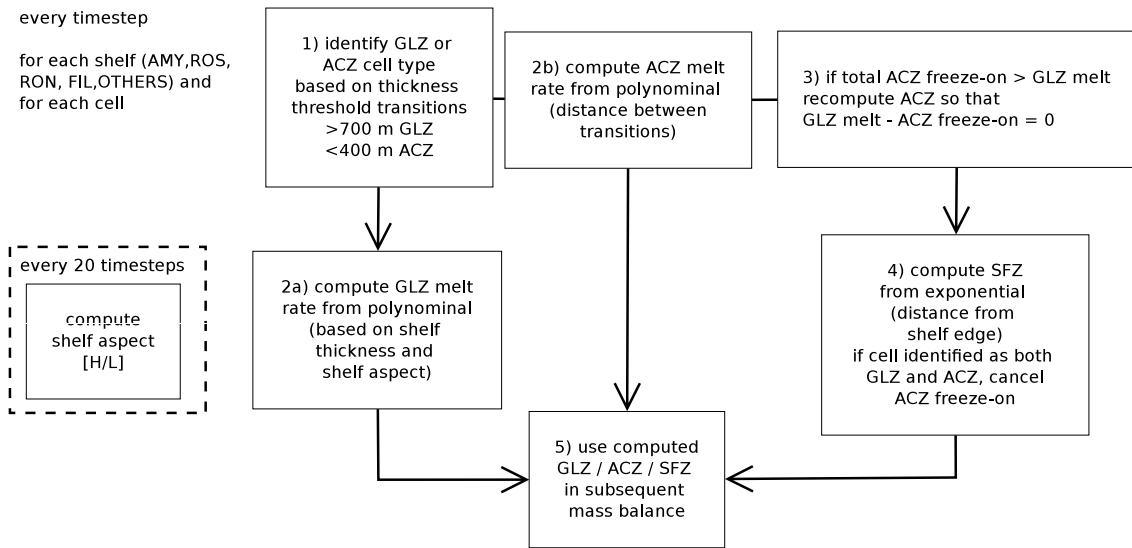 every timestep
for each shelf (AMY,ROS,
RON, FIL,OTHERS) and
for each cell
1) identify GLZ or
ACZ cell type
based on thickness
threshold transitions
>700 m GLZ
<400 m ACZ
2b) compute ACZ melt
rate from polynominal
(distance between
transitions)
3) if total ACZ freeze-on > GLZ melt
recompute ACZ so that
GLZ melt - ACZ freeze-on = 0
every 20 timesteps
compute
shelf aspect
[H/L]
2a) compute GLZ melt
rate from polynominal
(based on shelf
thickness and
shelf aspect)
4) compute SFZ
from exponential
(distance from
shelf edge)
if cell identified as both
GLZ and ACZ, cancel
ACZ freeze-on
5) use computed
GLZ / ACZ / SFZ
in subsequent
mass balance